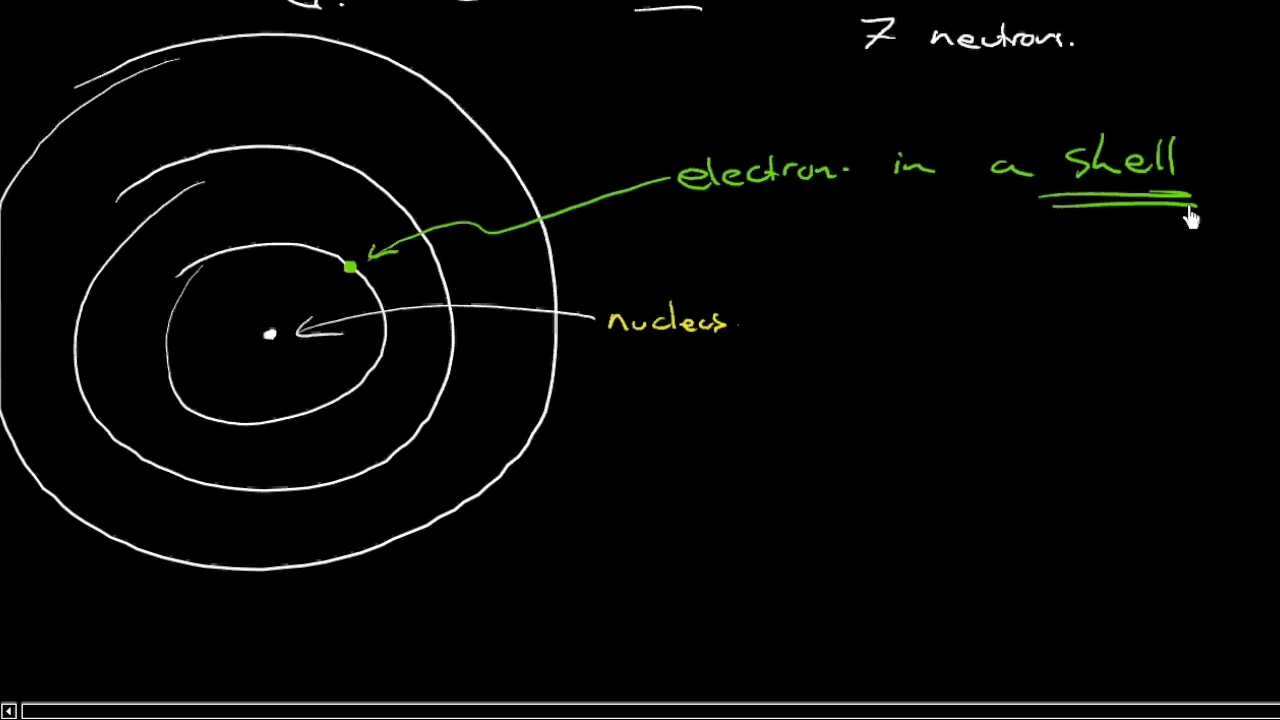 7 neutrons.
electron. in a shell
nucleus